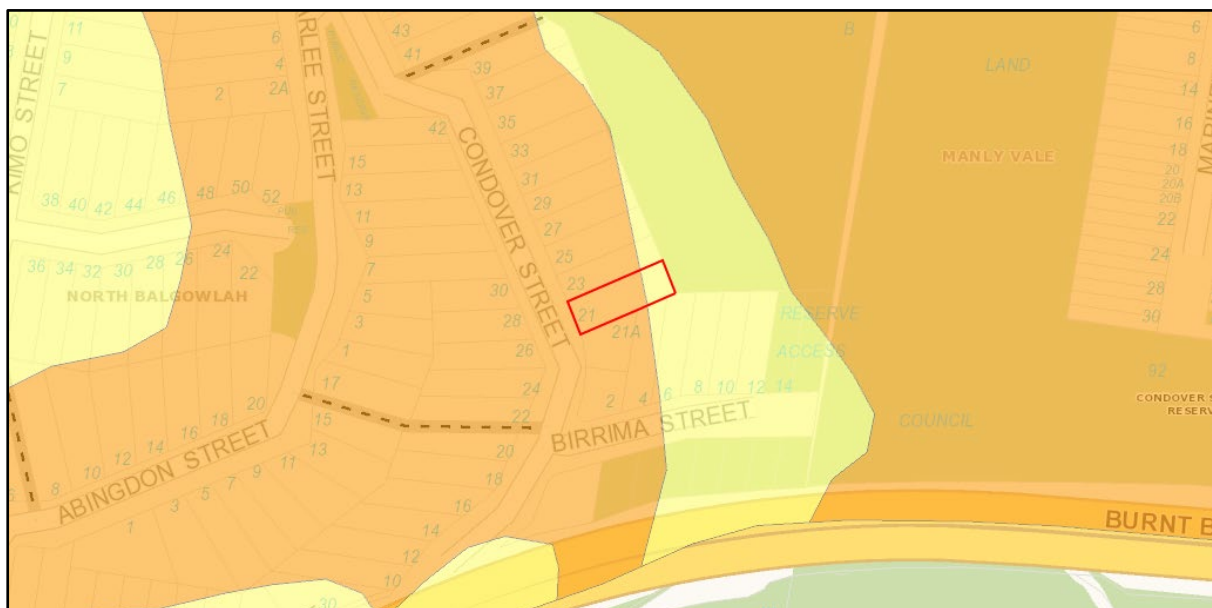 11
9
7
KIMO STREET
6
4
2
2A
ARLEE STREET
43
41
39
37
35
33
31
29
27
25
23
21
21A
42
CONDOVER STREET
15
13
11
9
7
5
3
1
38 40 42 44 46 48 50 52
36 34 32 30 28 26 24 22
NORTH BALGOWLAH
30
28
26
24
22
20
18
16
14
12
10
17
15
13
11
9
7
5
3
1
8 10 12 14 16 18 20
ABINGDON STREET
2 4 6 8 10 12 14
BIRRIMA STREET
RESERVE
ACCESS
COUNCIL
B
LAND
MANLY VALE
6
8
14
16
18
20
20A
20B
22
24
28
30
92
CONDOVER S
RESERV
BURNT B
30